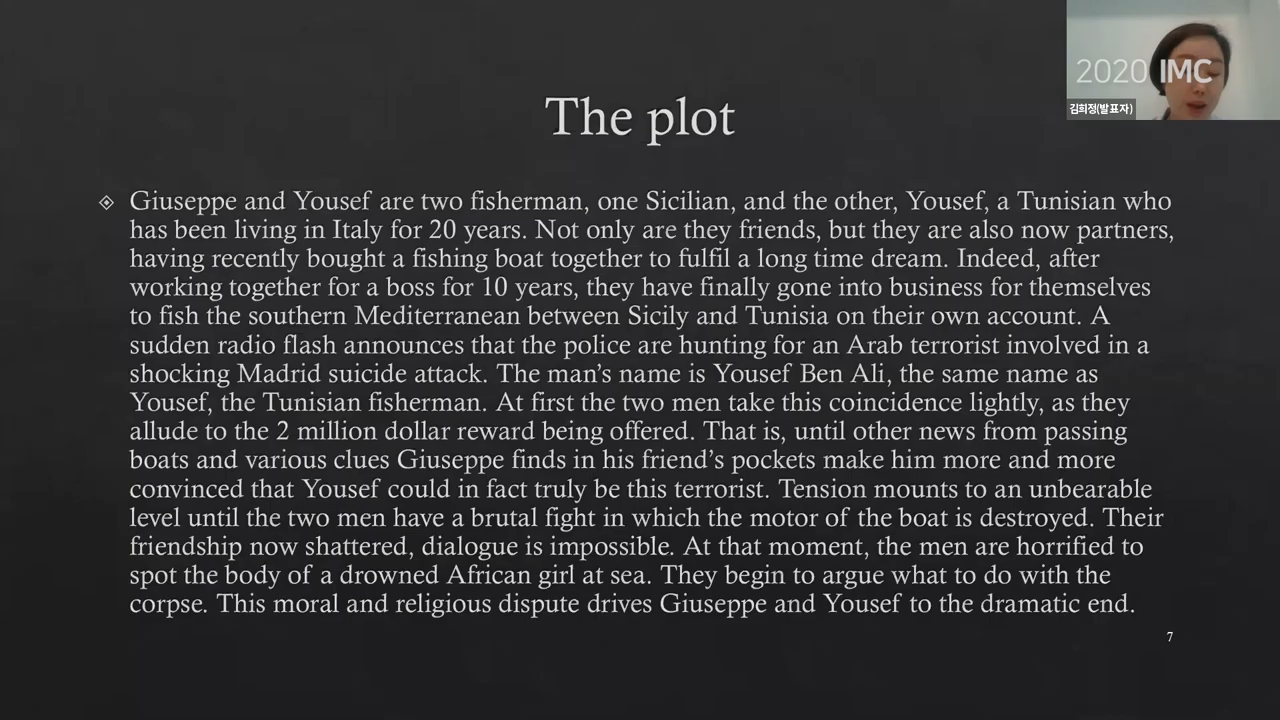 2020 IMC
김희정(발표자)
The plot
Giuseppe and Yousef are two fisherman, one Sicilian, and the other, Yousef, a Tunisian who
has been living in Italy for 20 years. Not only are they friends, but they are also now partners,
having recently bought a fishing boat together to fulfil a long time dream. Indeed, after
working together for a boss for 10 years, they have finally gone into business for themselves
to fish the southern Mediterranean between Sicily and Tunisia on their own account. A
sudden radio flash announces that the police are hunting for an Arab terrorist involved in a
shocking Madrid suicide attack. The man’s name is Yousef Ben Ali, the same name as
Yousef, the Tunisian fisherman. At first the two men take this coincidence lightly, as they
allude to the 2 million dollar reward being offered. That is, until other news from passing
boats and various clues Giuseppe finds in his friend’s pockets make him more and more
convinced that Yousef could in fact truly be this terrorist. Tension mounts to an unbearable
level until the two men have a brutal fight in which the motor of the boat is destroyed. Their
friendship now shattered, dialogue is impossible. At that moment, the men are horrified to
spot the body of a drowned African girl at sea. They begin to argue what to do with the
corpse. This moral and religious dispute drives Giuseppe and Yousef to the dramatic end.
7